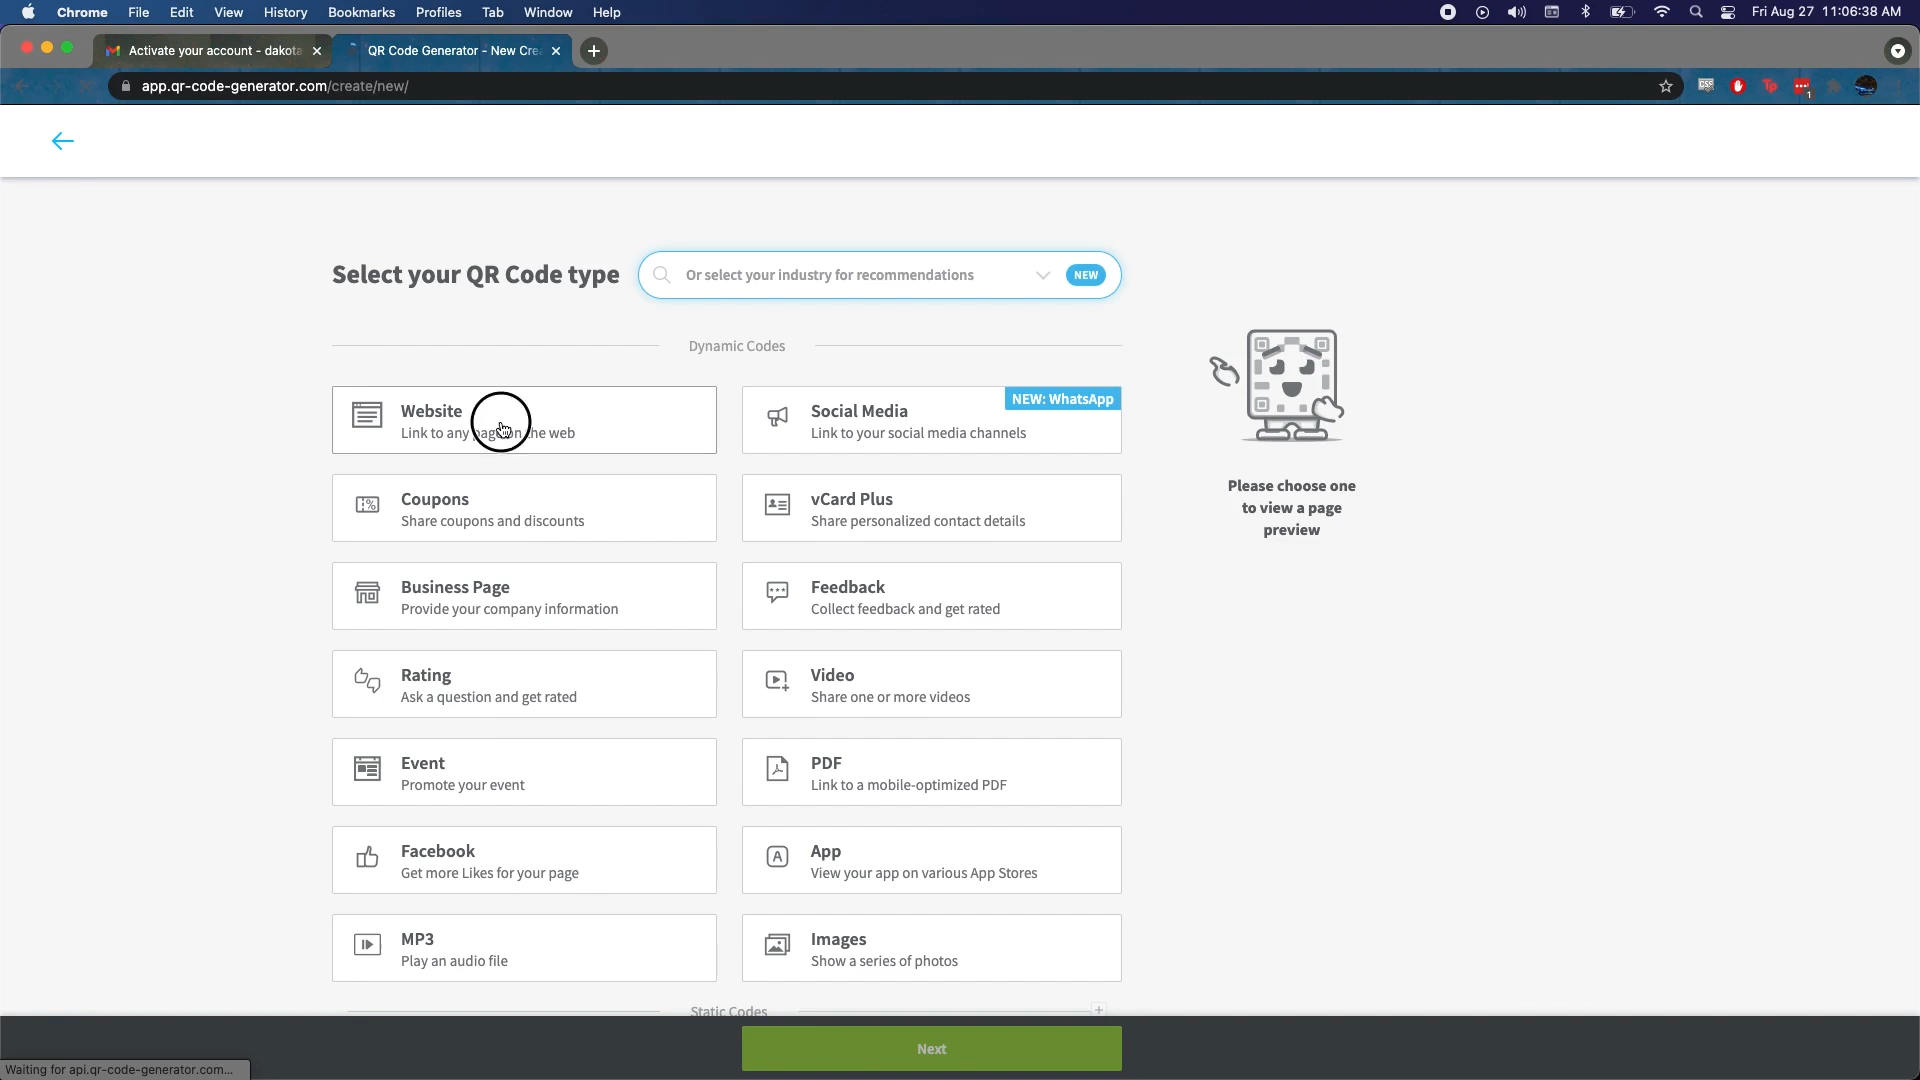 Chrome File Edit View History Bookmarks Profiles Tab Window Help Fri Aug 27 11:06:38 AM
Activate your account - dakota QR Code Generator - New Cre
app.qr-code-generator.com/create/new/
Select your QR Code type
Or select your industry for recommendations NEW
Dynamic Codes
Website
Link to any page on the web
NEW: WhatsApp
Social Media
Link to your social media channels
Coupons
Share coupons and discounts
vCard Plus
Share personalized contact details
Business Page
Provide your company information
Feedback
Collect feedback and get rated
Rating
Ask a question and get rated
Video
Share one or more videos
Event
Promote your event
PDF
Link to a mobile-optimized PDF
Facebook
Get more Likes for your page
App
View your app on various App Stores
MP3
Play an audio file
Images
Show a series of photos
Please choose one
to view a page
preview
Static Codes
Next
Waiting for api.qr-code-generator.com...